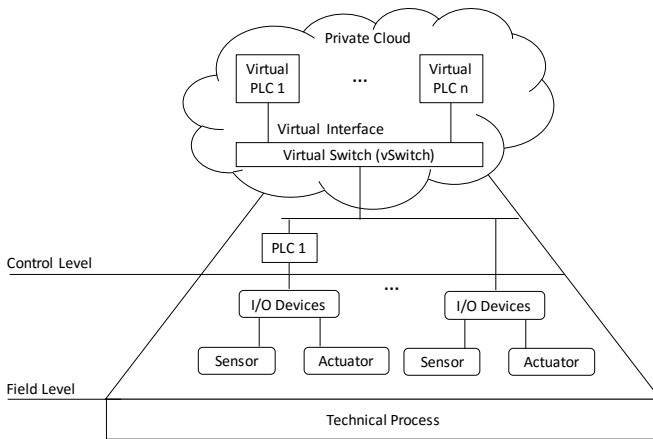 Private Cloud
Virtual
PLC 1
...
Virtual
PLC n
Virtual Interface
Virtual Switch (vSwitch)
PLC 1
Control Level
...
I/O Devices
I/O Devices
Sensor
Actuator
Sensor
Actuator
Field Level
Technical Process